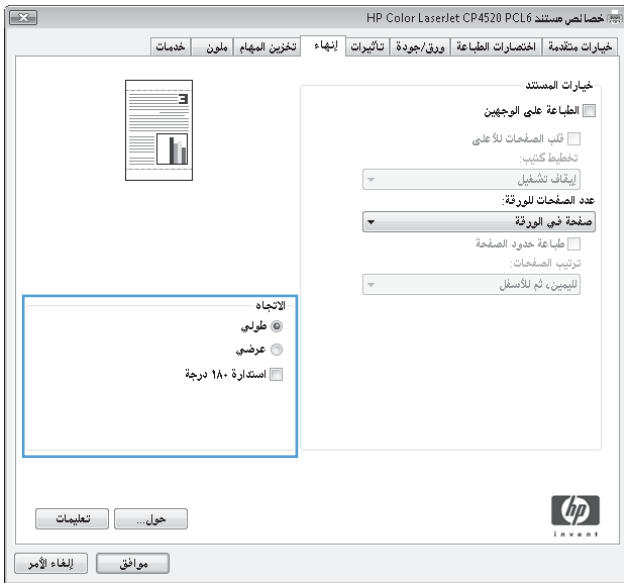 خصائص مستند HP Color LaserJet CP4520 PCL6
خيارات متقدمة اختصارات الطباعة ورق/جودة تأثيرات إنهاء تخزين المهام ملون خدمات
خيارات المستند
الطباعة على الوجهين
قلب الصفحات للأعلى
تخطيط كتيب:
إيقاف تشغيل
عدد الصفحات للورقة:
صفحة في الورقة
طباعة حدود الصفحة
ترتيب الصفحات:
لليمين، ثم للأسفل
الاتجاه
طولي
عرضي
استدارة ١٨٠ درجة
hp
invent
حول... تعليمات
موافق إلغاء الأمر